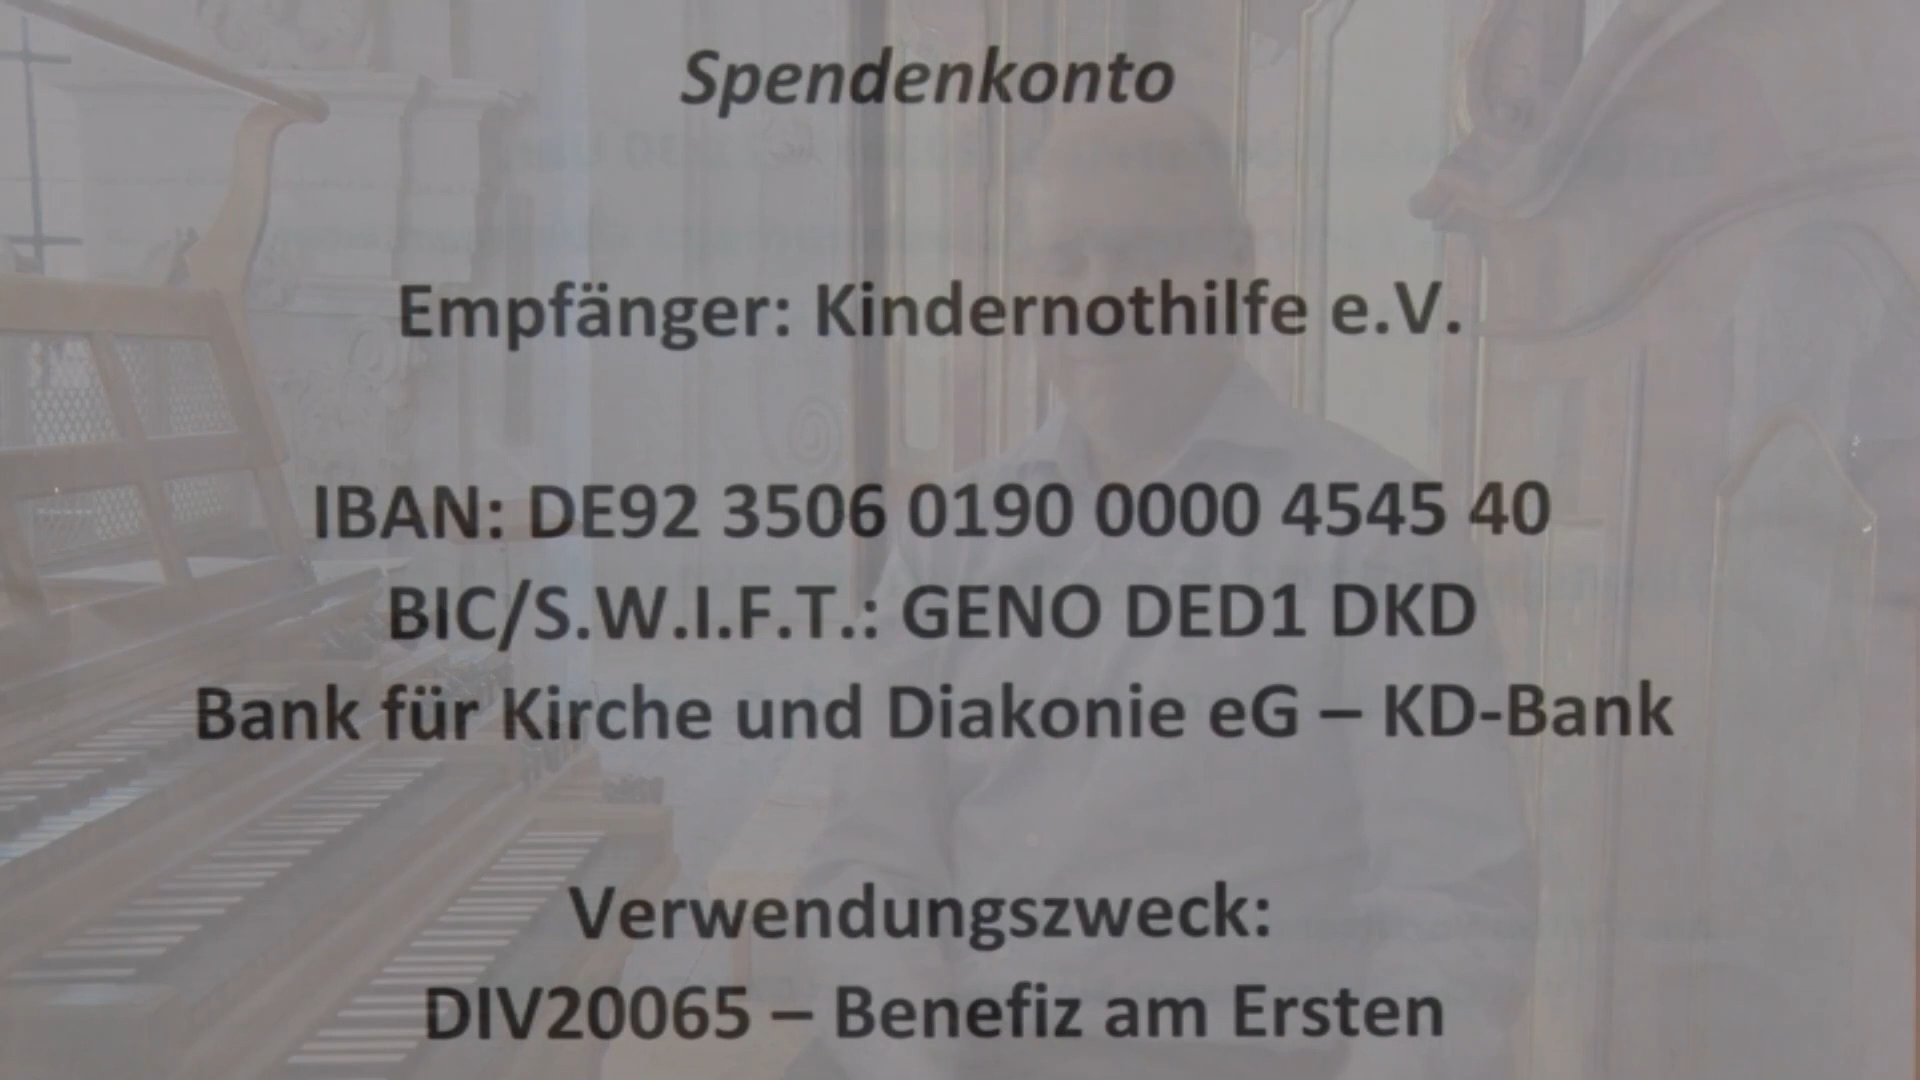 Spendenkonto
Empfänger: Kindernothilfe e.V.
IBAN: DE92 3506 0190 0000 4545 40
BIC/S.W.I.F.T.: GENO DED1 DKD
Bank für Kirche und Diakonie eG – KD-Bank
Verwendungszweck:
DIV20065 – Benefiz am Ersten